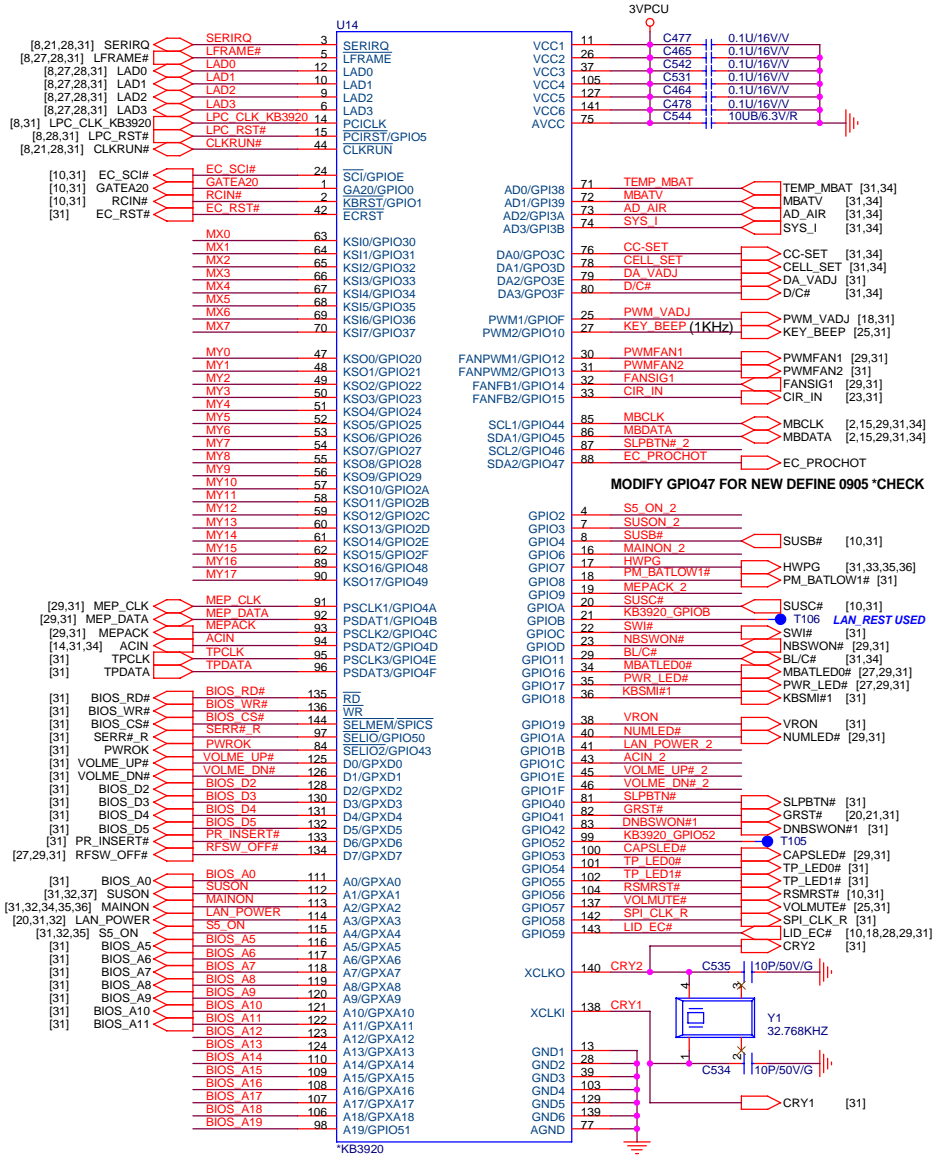 3VPCU
U14
[8,21,28,31] SERIRQ SERIRQ 3 SERIRQ
[8,27,28,31] LFRAME# LFRAME# 5 LFRAME
[8,27,28,31] LAD0 LAD0 12 LAD0
[8,27,28,31] LAD1 LAD1 10 LAD1
[8,27,28,31] LAD2 LAD2 9 LAD2
[8,27,28,31] LAD3 LAD3 6 LAD3
[8,31] LPC_CLK_KB3920 LPC_CLK_KB3920 14 PCICLK
[8,28,31] LPC_RST# LPC_RST# 15 PCIRST/GPIO5
[8,21,28,31] CLKRUN# CLKRUN# 44 CLKRUN
[10,31] EC_SCI# EC_SCI# 24 SCI/GPIOE
[31] GATEA20 GATEA20 1 GA20/GPIO0
[10,31] RCIN# RCIN# 2 KBRST/GPIO1
[31] EC_RST# EC_RST# 42 ECRST
MX0 63 KSI0/GPIO30
MX1 64 KSI1/GPIO31
MX2 65 KSI2/GPIO32
MX3 66 KSI3/GPIO33
MX4 67 KSI4/GPIO34
MX5 68 KSI5/GPIO35
MX6 69 KSI6/GPIO36
MX7 70 KSI7/GPIO37
MY0 47 KSO0/GPIO20
MY1 48 KSO1/GPIO21
MY2 49 KSO2/GPIO22
MY3 50 KSO3/GPIO23
MY4 51 KSO4/GPIO24
MY5 52 KSO5/GPIO25
MY6 53 KSO6/GPIO26
MY7 54 KSO7/GPIO27
MY8 55 KSO8/GPIO28
MY9 56 KSO9/GPIO29
MY10 57 KSO10/GPIO2A
MY11 58 KSO11/GPIO2B
MY12 59 KSO12/GPIO2C
MY13 60 KSO13/GPIO2D
MY14 61 KSO14/GPIO2E
MY15 62 KSO15/GPIO2F
MY16 89 KSO16/GPIO48
MY17 90 KSO17/GPIO49
[29,31] MEP_CLK MEP_CLK 91 PSCLK1/GPIO4A
[29,31] MEP_DATA MEP_DATA 92 PSDAT1/GPIO4B
[29,31] MEPACK MEPACK 93 PSCLK2/GPIO4C
[14,31,34] ACIN ACIN 94 PSDAT2/GPIO4D
[31] TPCLK TPCLK 95 PSCLK3/GPIO4E
[31] TPDATA TPDATA 96 PSDAT3/GPIO4F
[31] BIOS_RD# BIOS_RD# 135 RD
[31] BIOS_WR# BIOS_WR# 136 WR
[31] BIOS_CS# BIOS_CS# 144 SELMEM/SPICS
[31] SERR#_R SERR#_R 97 SELIO/GPIO50
[31] PWROK PWROK 84 SELIO2/GPIO43
[31] VOLME_UP# VOLME_UP# 125 D0/GPXD0
[31] VOLME_DN# VOLME_DN# 126 D1/GPXD1
[31] BIOS_D2 BIOS_D2 128 D2/GPXD2
[31] BIOS_D3 BIOS_D3 130 D3/GPXD3
[31] BIOS_D4 BIOS_D4 131 D4/GPXD4
[31] BIOS_D5 BIOS_D5 132 D5/GPXD5
[31] PR_INSERT# PR_INSERT# 133 D6/GPXD6
[27,29,31] RFSW_OFF# RFSW_OFF# 134 D7/GPXD7
[31] BIOS_A0 BIOS_A0 111 A0/GPXA0
[31,32,37] SUSON SUSON 112 A1/GPXA1
[31,32,34,35,36] MAINON MAINON 113 A2/GPXA2
[20,31,32] LAN_POWER LAN_POWER 114 A3/GPXA3
[31,32,35] S5_ON S5_ON 115 A4/GPXA4
[31] BIOS_A5 BIOS_A5 116 A5/GPXA5
[31] BIOS_A6 BIOS_A6 117 A6/GPXA6
[31] BIOS_A7 BIOS_A7 118 A7/GPXA7
[31] BIOS_A8 BIOS_A8 119 A8/GPXA8
[31] BIOS_A9 BIOS_A9 120 A9/GPXA9
[31] BIOS_A10 BIOS_A10 121 A10/GPXA10
[31] BIOS_A11 BIOS_A11 122 A11/GPXA11
BIOS_A12 123 A12/GPXA12
BIOS_A13 124 A13/GPXA13
BIOS_A14 110 A14/GPXA14
BIOS_A15 109 A15/GPXA15
BIOS_A16 108 A16/GPXA16
BIOS_A17 107 A17/GPXA17
BIOS_A18 106 A18/GPXA18
BIOS_A19 98 A19/GPIO51
*KB3920
VCC1 11 C477 0.1U/16V/V
VCC2 26 C465 0.1U/16V/V
VCC3 37 C542 0.1U/16V/V
VCC4 105 C531 0.1U/16V/V
VCC5 127 C464 0.1U/16V/V
VCC6 141 C478 0.1U/16V/V
AVCC 75 C544 10UB/6.3V/R
AD0/GPI38 71 TEMP_MBAT TEMP_MBAT [31,34]
AD1/GPI39 72 MBATV MBATV [31,34]
AD2/GPI3A 73 AD_AIR AD_AIR [31,34]
AD3/GPI3B 74 SYS_I SYS_I [31,34]
DA0/GPO3C 76 CC-SET CC-SET [31,34]
DA1/GPO3D 78 CELL_SET CELL_SET [31,34]
DA2/GPO3E 79 DA_VADJ DA_VADJ [31]
DA3/GPO3F 80 D/C# D/C# [31,34]
PWM1/GPIOF 25 PWM_VADJ PWM_VADJ [18,31]
PWM2/GPIO10 27 KEY_BEEP (1KHz) KEY_BEEP [25,31]
FANPWM1/GPIO12 30 PWMFAN1 PWMFAN1 [29,31]
FANPWM2/GPIO13 31 PWMFAN2 PWMFAN2 [31]
FANFB1/GPIO14 32 FANSIG1 FANSIG1 [29,31]
FANFB2/GPIO15 33 CIR_IN CIR_IN [23,31]
SCL1/GPIO44 85 MBCLK MBCLK [2,15,29,31,34]
SDA1/GPIO45 86 MBDATA MBDATA [2,15,29,31,34]
SCL2/GPIO46 87 SLPBTN#_2
SDA2/GPIO47 88 EC_PROCHOT EC_PROCHOT
MODIFY GPIO47 FOR NEW DEFINE 0905 *CHECK
GPIO2 4 S5_ON_2
GPIO3 7 SUSON_2
GPIO4 8 SUSB# SUSB# [10,31]
GPIO6 16 MAINON_2
GPIO7 17 HWPG HWPG [31,33,35,36]
GPIO8 18 PM_BATLOW1# PM_BATLOW1# [31]
GPIO9 19 MEPACK_2
GPIOA 20 SUSC# SUSC# [10,31]
GPIOB 21 KB3920_GPIOB T106 LAN_REST USED
GPIOC 22 SWI# SWI# [31]
GPIOD 23 NBSWON# NBSWON# [29,31]
GPIO11 29 BL/C# BL/C# [31,34]
GPIO16 34 MBATLED0# MBATLED0# [27,29,31]
GPIO17 35 PWR_LED# PWR_LED# [27,29,31]
GPIO18 36 KBSMI#1 KBSMI#1 [31]
GPIO19 38 VRON VRON [31]
GPIO1A 40 NUMLED# NUMLED# [29,31]
GPIO1B 41 LAN_POWER_2
GPIO1C 43 ACIN_2
GPIO1E 45 VOLME_UP#_2
GPIO1F 46 VOLME_DN#_2
GPIO40 81 SLPBTN# SLPBTN# [31]
GPIO41 82 GRST# GRST# [20,21,31]
GPIO42 83 DNBSWON#1 DNBSWON#1 [31]
GPIO52 99 KB3920_GPIO52 T105
GPIO53 100 CAPSLED# CAPSLED# [29,31]
GPIO54 101 TP_LED0# TP_LED0# [31]
GPIO55 102 TP_LED1# TP_LED1# [31]
GPIO56 104 RSMRST# RSMRST# [10,31]
GPIO57 137 VOLMUTE# VOLMUTE# [25,31]
GPIO58 142 SPI_CLK_R SPI_CLK_R [31]
GPIO59 143 LID_EC# LID_EC# [10,18,28,29,31]
CRY2 [31]
XCLKO 140 CRY2 C535 10P/50V/G
4 3
XCLKI 138 CRY1 Y1
32.768KHZ
1 2
C534 10P/50V/G
CRY1 [31]
GND1 13
GND2 28
GND3 39
GND4 103
GND5 129
GND6 139
AGND 77